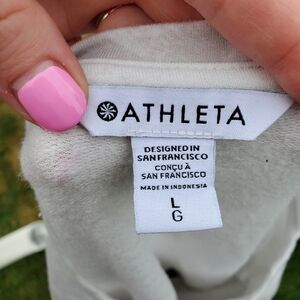 ATHLETA
DESIGNED IN
SAN FRANCISCO
CONÇU À
SAN FRANCISCO
MADE IN INDONESIA
L
G